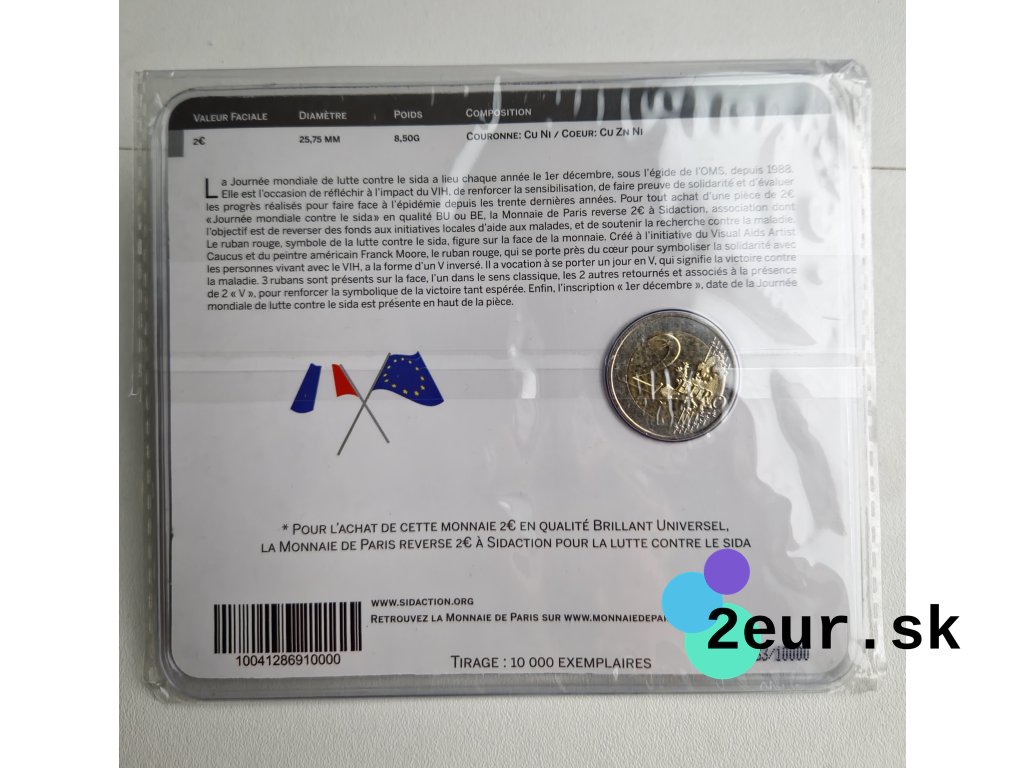 VALEUR FACIALE DIAMÈTRE POIDS COMPOSITION
2€ 25,75 MM 8,50G COURONNE: CU NI / COEUR: CU ZN NI
La Journée mondiale de lutte contre le sida a lieu chaque année le 1er décembre, sous l'égide de l'OMS, depuis 1988.
Elle est l'occasion de réfléchir à l'impact du VIH, de renforcer la sensibilisation, de faire preuve de solidarité et d'évaluer
les progrès réalisés pour faire face à l'épidémie depuis les trente dernières années. Pour tout achat d'une pièce de 2€
«Journée mondiale contre le sida» en qualité BU ou BE, la Monnaie de Paris reverse 2€ à Sidaction, association dont
l'objectif est de reverser des fonds aux initiatives locales d'aide aux malades, et de soutenir la recherche contre la maladie.
Le ruban rouge, symbole de la lutte contre le sida, figure sur la face de la monnaie. Créé à l'initiative du Visual Aids Artist
Caucus et du peintre américain Franck Moore, le ruban rouge, qui se porte près du cœur pour symboliser la solidarité avec
les personnes vivant avec le VIH, a la forme d'un V inversé. Il a vocation à se porter un jour en V, qui signifie la victoire contre
la maladie. 3 rubans sont présents sur la face, l'un dans le sens classique, les 2 autres retournés et associés à la présence
de 2 « V », pour renforcer la symbolique de la victoire tant espérée. Enfin, l'inscription « 1er décembre », date de la Journée
mondiale de lutte contre le sida est présente en haut de la pièce.
2
EURO
* POUR L'ACHAT DE CETTE MONNAIE 2€ EN QUALITÉ BRILLANT UNIVERSEL,
LA MONNAIE DE PARIS REVERSE 2€ À SIDACTION POUR LA LUTTE CONTRE LE SIDA
WWW.SIDACTION.ORG
RETROUVEZ LA MONNAIE DE PARIS SUR
2eur.sk
10041286910000
TIRAGE : 10 000 EXEMPLAIRES